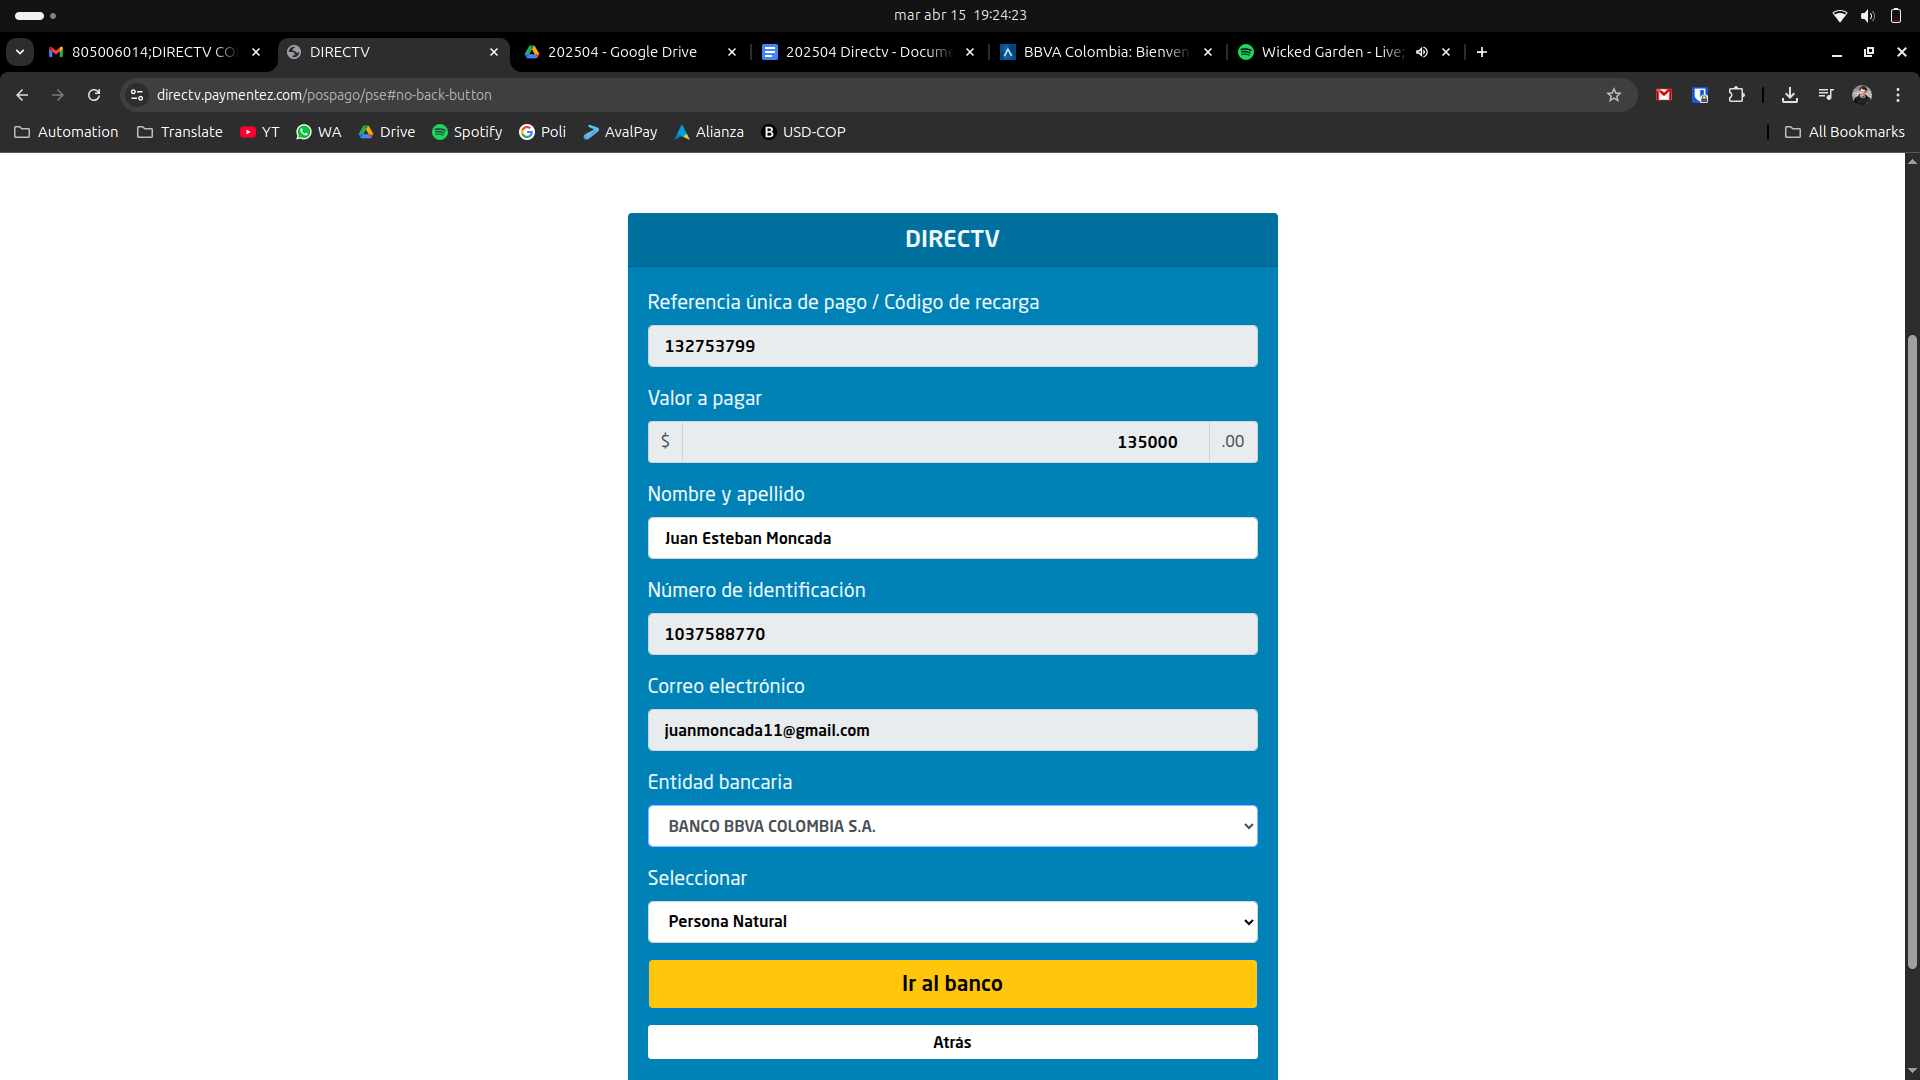 mar abr 15 19:24:23
805006014;DIRECTV CO
DIRECTV
202504 - Google Drive
202504 Directv - Docume
BBVA Colombia: Bienven
Wicked Garden - Live;
directv.paymentez.com/pospago/pse#no-back-button
Automation
Translate
YT
WA
Drive
Spotify
Poli
AvalPay
Alianza
USD-COP
All Bookmarks
DIRECTV
Referencia única de pago / Código de recarga
132753799
Valor a pagar
$ 135000 .00
Nombre y apellido
Juan Esteban Moncada
Número de identificación
1037588770
Correo electrónico
juanmoncada11@gmail.com
Entidad bancaria
BANCO BBVA COLOMBIA S.A.
Seleccionar
Persona Natural
Ir al banco
Atrás